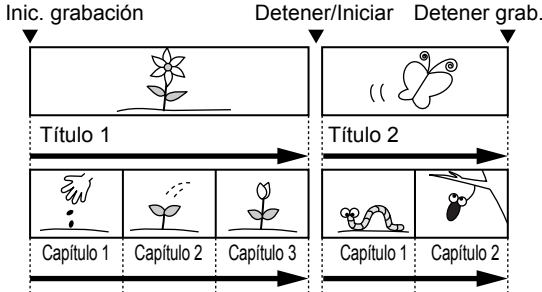 Inic. grabación Detener/Iniciar Detener grab.
Título 1 Título 2
Capítulo 1 Capítulo 2 Capítulo 3 Capítulo 1 Capítulo 2